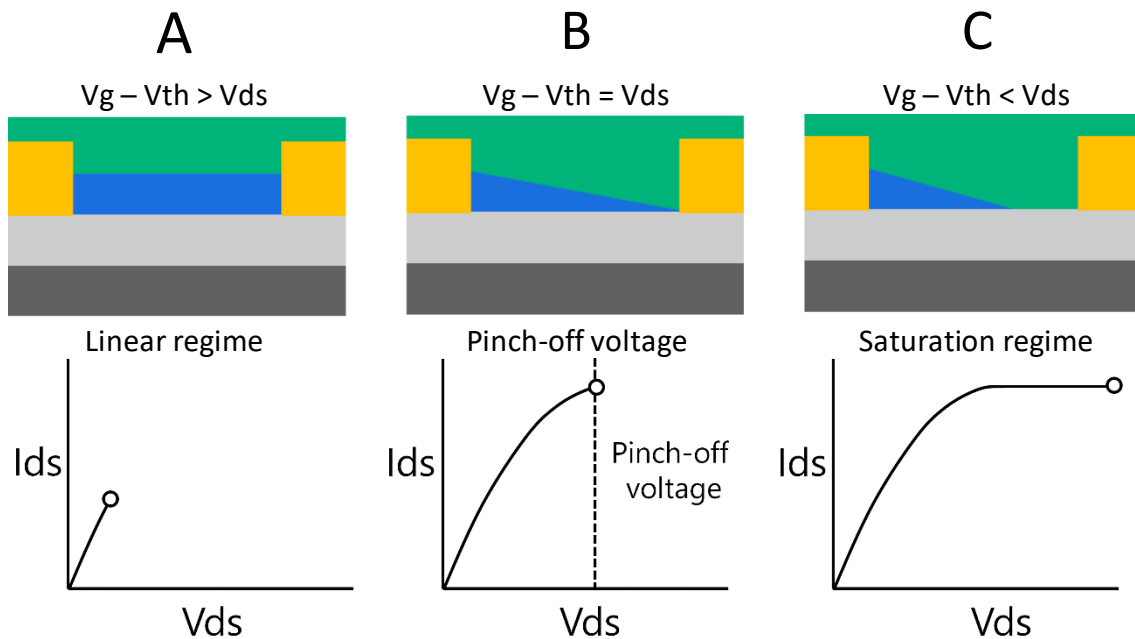 A
B
C
Vg – Vth > Vds
Vg – Vth = Vds
Vg – Vth < Vds
Linear regime
Pinch-off voltage
Saturation regime
Ids
Ids
Pinch-off
voltage
Ids
Vds
Vds
Vds